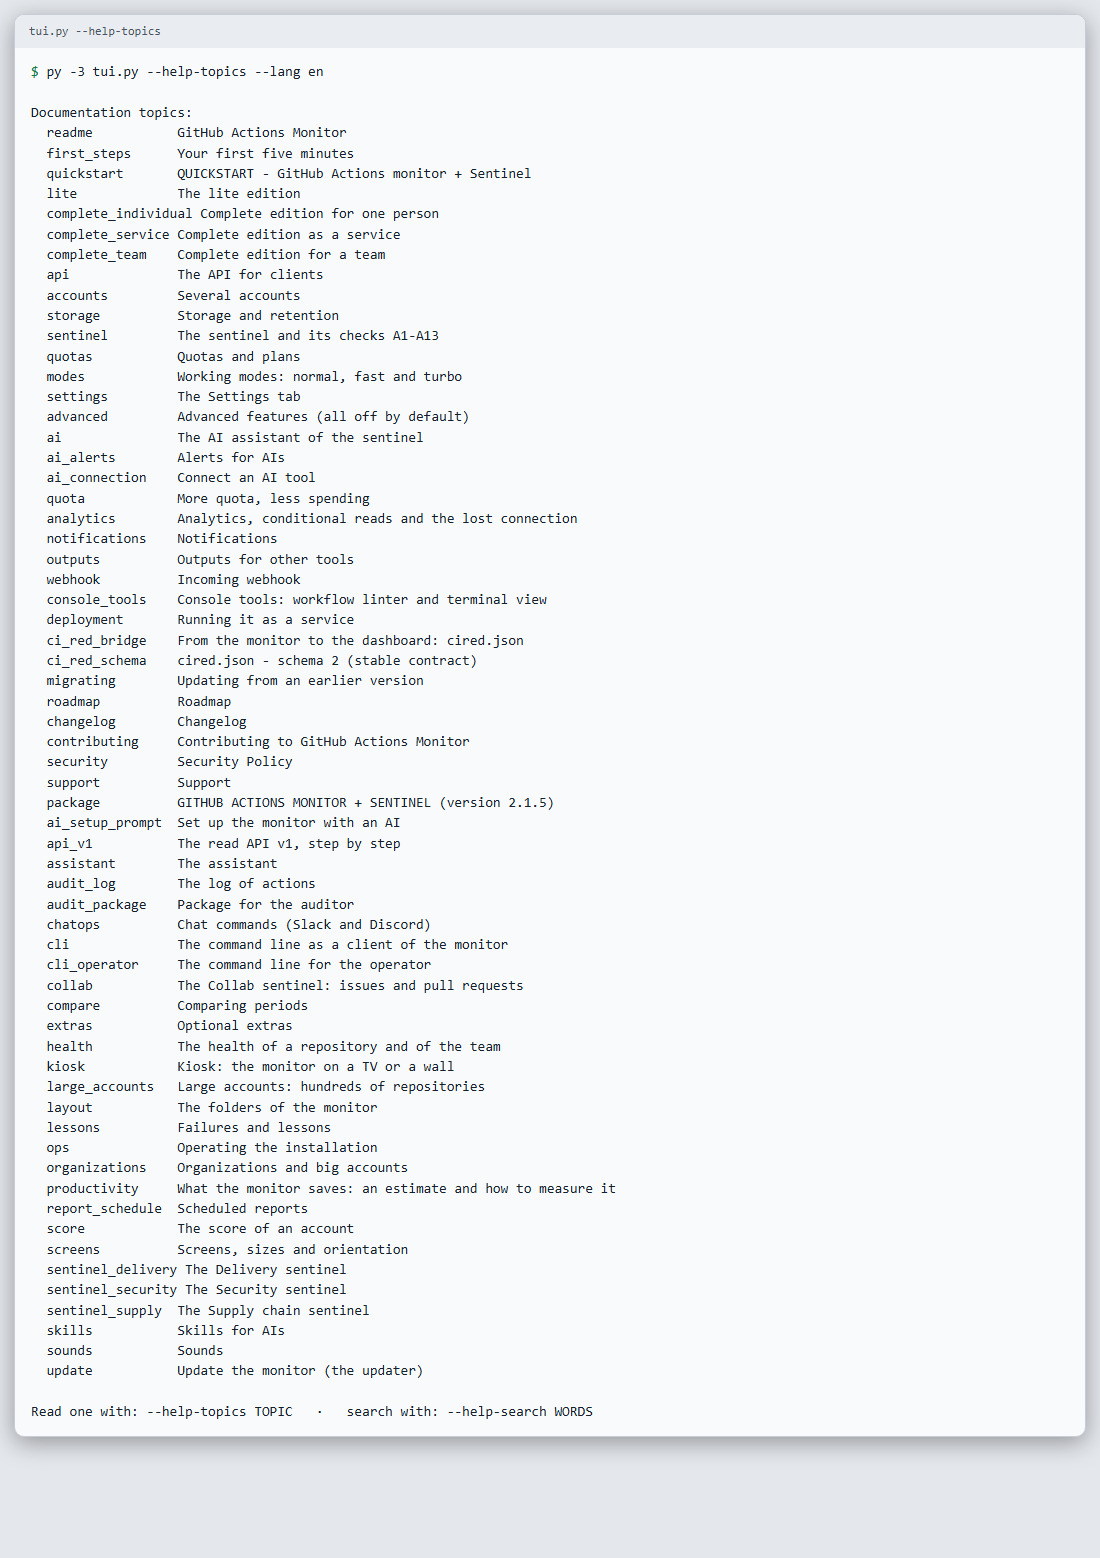 tui.py --help-topics
$ py -3 tui.py --help-topics --lang en
Documentation topics:
readme           GitHub Actions Monitor
first_steps      Your first five minutes
quickstart       QUICKSTART - GitHub Actions monitor + Sentinel
lite             The lite edition
complete_individual Complete edition for one person
complete_service Complete edition as a service
complete_team    Complete edition for a team
api              The API for clients
accounts         Several accounts
storage          Storage and retention
sentinel         The sentinel and its checks A1-A13
quotas           Quotas and plans
modes            Working modes: normal, fast and turbo
settings         The Settings tab
advanced         Advanced features (all off by default)
ai               The AI assistant of the sentinel
ai_alerts        Alerts for AIs
ai_connection    Connect an AI tool
quota            More quota, less spending
analytics        Analytics, conditional reads and the lost connection
notifications    Notifications
outputs          Outputs for other tools
webhook          Incoming webhook
console_tools    Console tools: workflow linter and terminal view
deployment       Running it as a service
ci_red_bridge    From the monitor to the dashboard: cired.json
ci_red_schema    cired.json - schema 2 (stable contract)
migrating        Updating from an earlier version
roadmap          Roadmap
changelog        Changelog
contributing     Contributing to GitHub Actions Monitor
security         Security Policy
support          Support
package          GITHUB ACTIONS MONITOR + SENTINEL (version 2.1.5)
ai_setup_prompt  Set up the monitor with an AI
api_v1           The read API v1, step by step
assistant        The assistant
audit_log        The log of actions
audit_package    Package for the auditor
chatops          Chat commands (Slack and Discord)
cli              The command line as a client of the monitor
cli_operator     The command line for the operator
collab           The Collab sentinel: issues and pull requests
compare          Comparing periods
extras           Optional extras
health           The health of a repository and of the team
kiosk            Kiosk: the monitor on a TV or a wall
large_accounts   Large accounts: hundreds of repositories
layout           The folders of the monitor
lessons          Failures and lessons
ops              Operating the installation
organizations    Organizations and big accounts
productivity     What the monitor saves: an estimate and how to measure it
report_schedule  Scheduled reports
score            The score of an account
screens          Screens, sizes and orientation
sentinel_delivery The Delivery sentinel
sentinel_security The Security sentinel
sentinel_supply  The Supply chain sentinel
skills           Skills for AIs
sounds           Sounds
update           Update the monitor (the updater)
Read one with: --help-topics TOPIC   ·   search with: --help-search WORDS